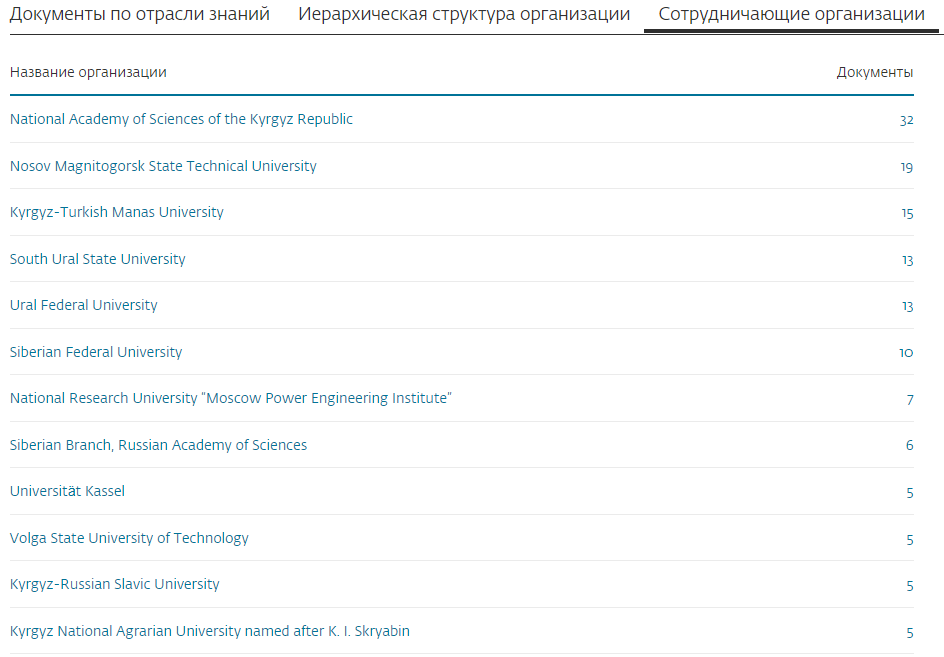 Документы по отрасли знаний Иерархическая структура организации Сотрудничающие организации
Название организации Документы
National Academy of Sciences of the Kyrgyz Republic 32
Nosov Magnitogorsk State Technical University 19
Kyrgyz-Turkish Manas University 15
South Ural State University 13
Ural Federal University 13
Siberian Federal University 10
National Research University "Moscow Power Engineering Institute" 7
Siberian Branch, Russian Academy of Sciences 6
Universität Kassel 5
Volga State University of Technology 5
Kyrgyz-Russian Slavic University 5
Kyrgyz National Agrarian University named after K. I. Skryabin 5